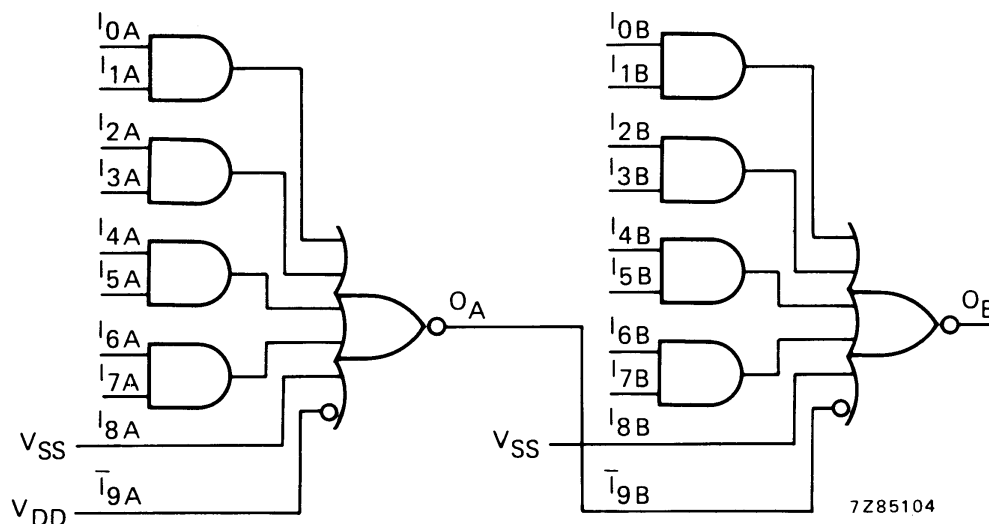 I0A
I1A
I2A
I3A
I4A
I5A
I6A
I7A
I8A
VSS
Ī9A
VDD
OA
I0B
I1B
I2B
I3B
I4B
I5B
I6B
I7B
I8B
VSS
Ī9B
OB
7Z85104